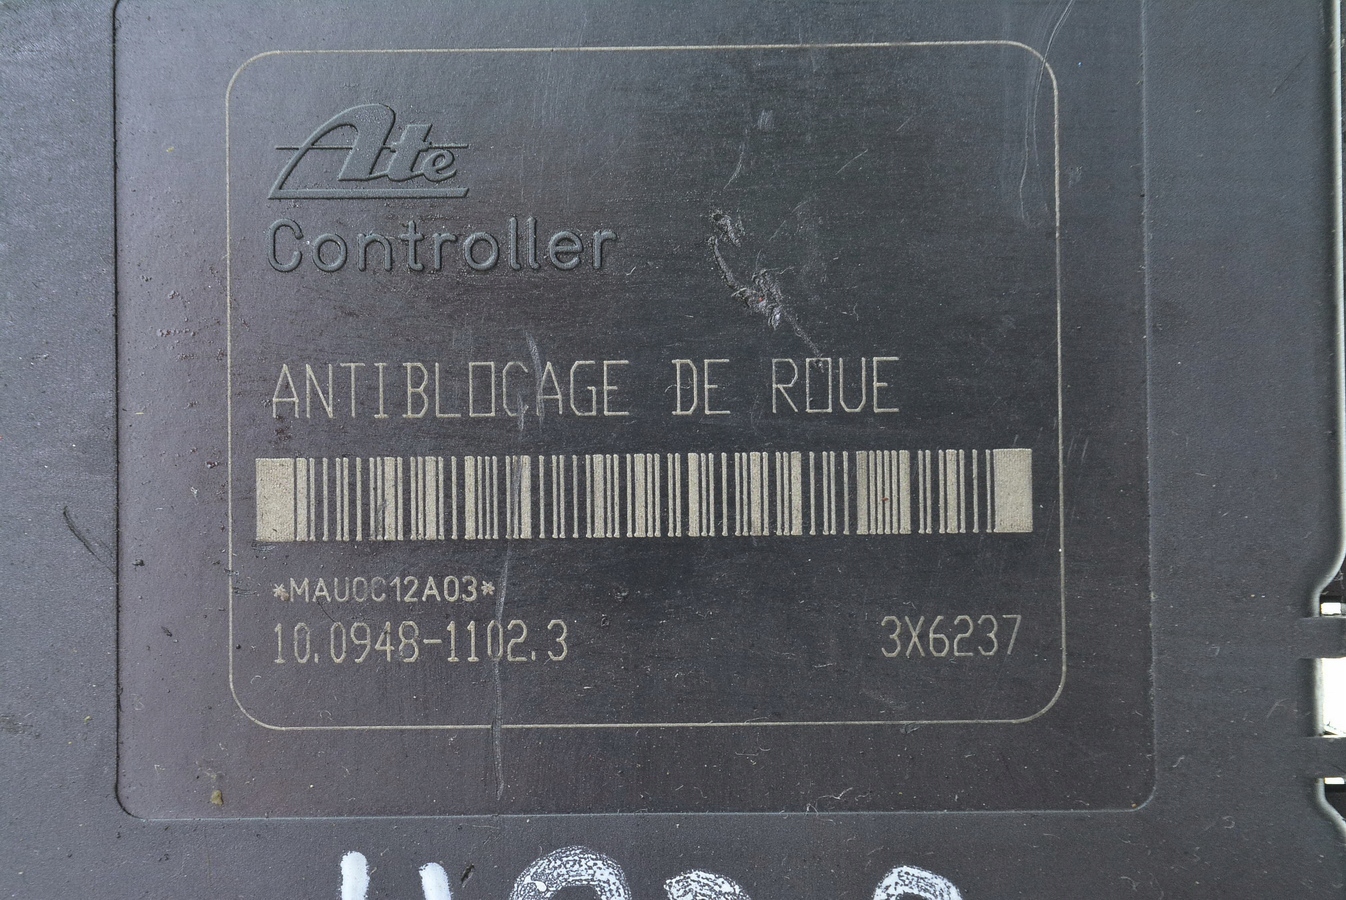 Ate
Controller
ANTIBLOCAGE DE ROUE
*MAU0C12A03*
10.0948-1102.3 3X6237